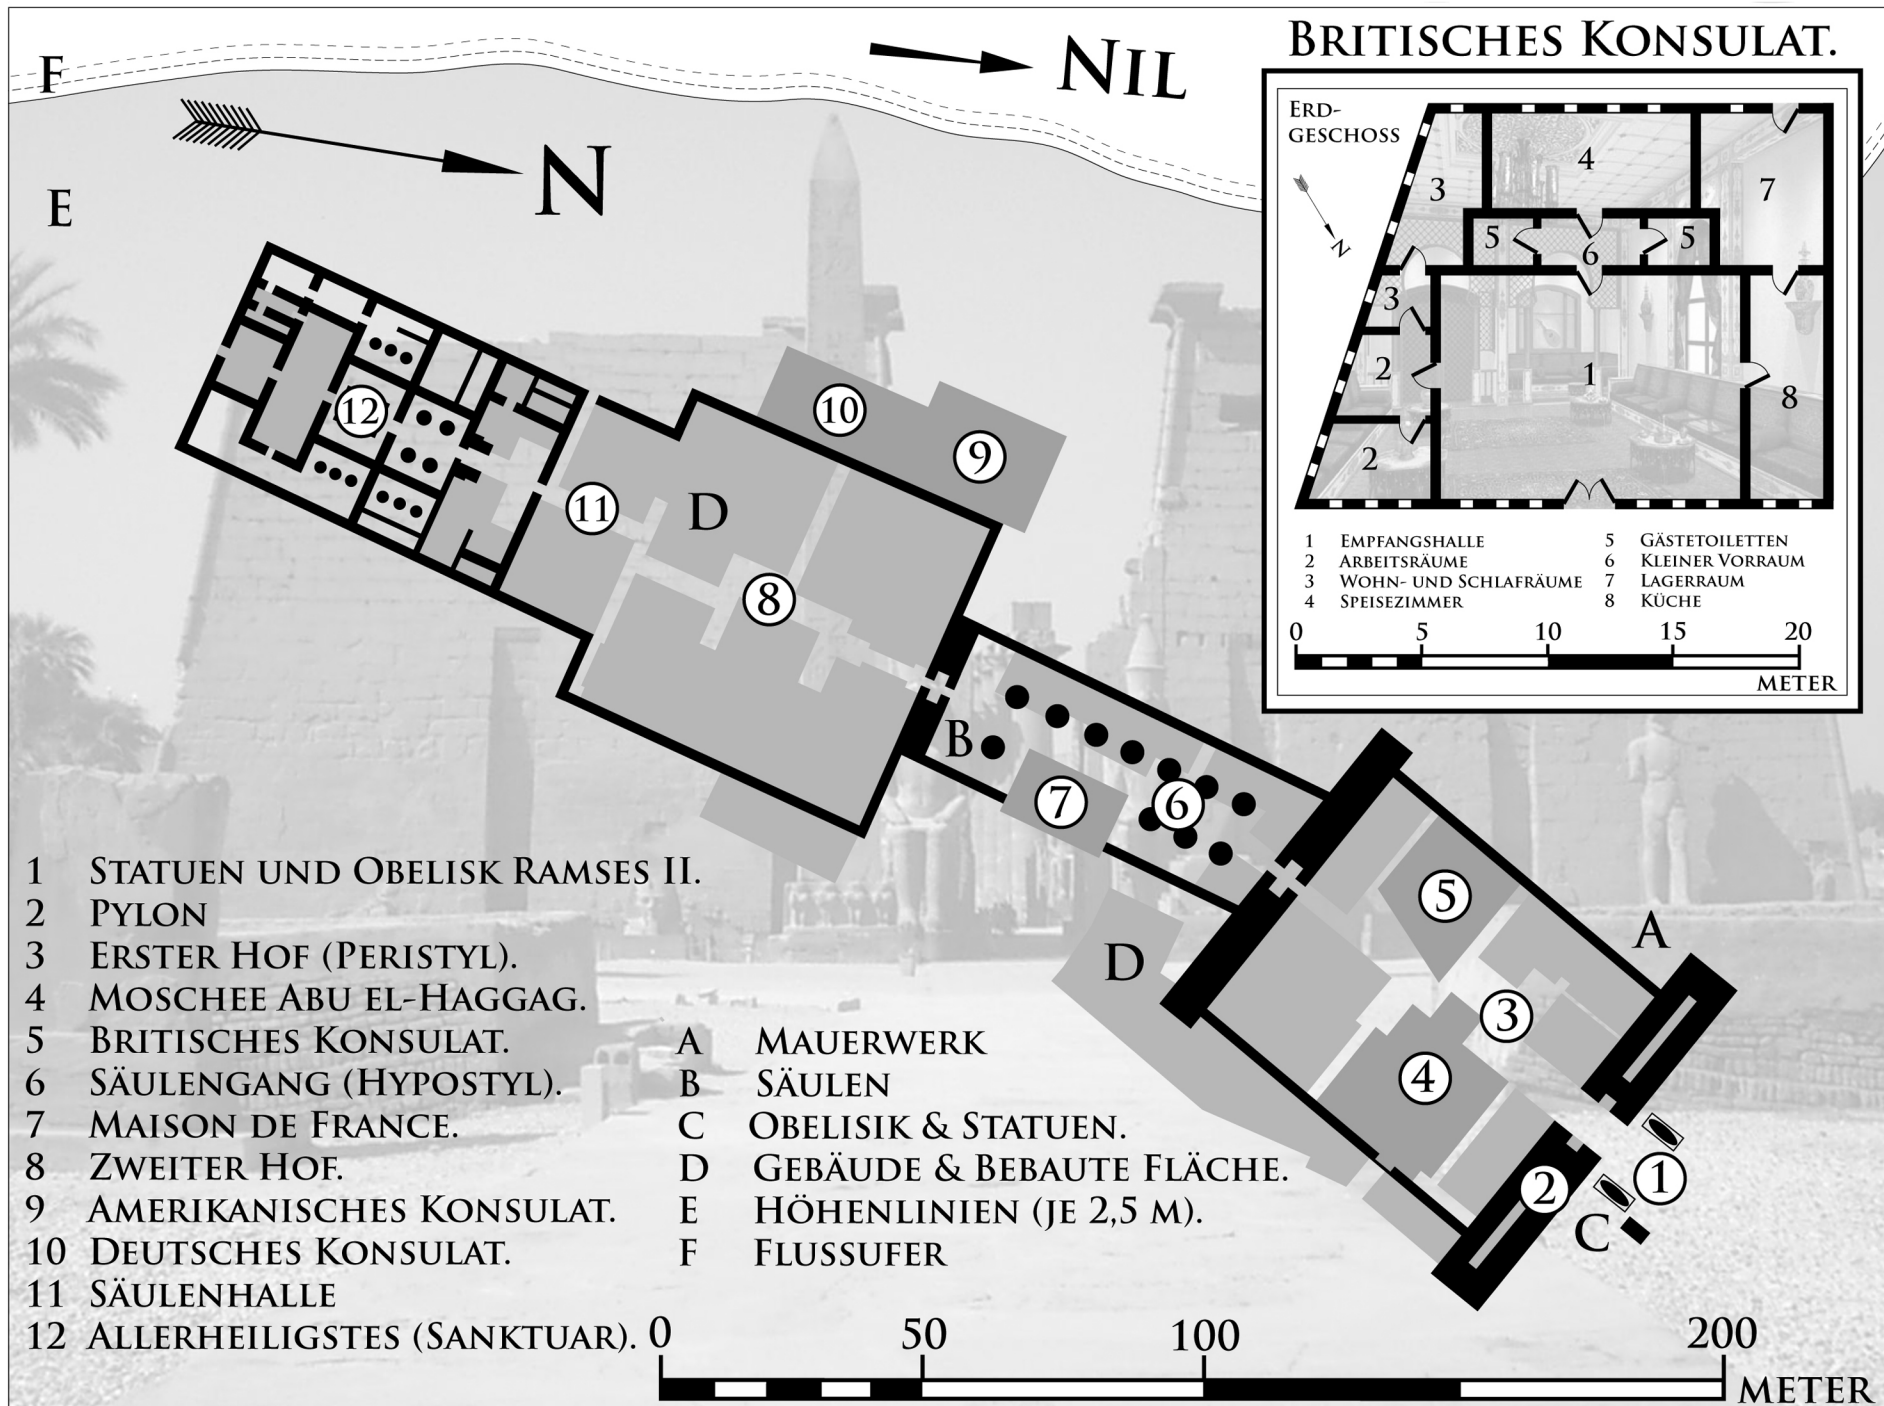 F
Nil
N
E
Britisches Konsulat.
Erd-
geschoss
N
3
4
7
5
6
5
3
2
1
8
2
1 Empfangshalle
2 Arbeitsräume
3 Wohn- und Schlafräume
4 Speisezimmer
5 Gästetoiletten
6 Kleiner Vorraum
7 Lagerraum
8 Küche
0 5 10 15 20
Meter
10
9
12
11
D
8
B
7
6
5
A
D
3
4
2
1
C
1 Statuen und Obelisk Ramses II.
2 Pylon
3 Erster Hof (Peristyl).
4 Moschee Abu el-Haggag.
5 Britisches Konsulat.
6 Säulengang (Hypostyl).
7 Maison de France.
8 Zweiter Hof.
9 Amerikanisches Konsulat.
10 Deutsches Konsulat.
11 Säulenhalle
12 Allerheiligstes (Sanktuar).
A Mauerwerk
B Säulen
C Obelisik & Statuen.
D Gebäude & Bebaute Fläche.
E Höhenlinien (je 2,5 m).
F Flussufer
0 50 100 200
Meter